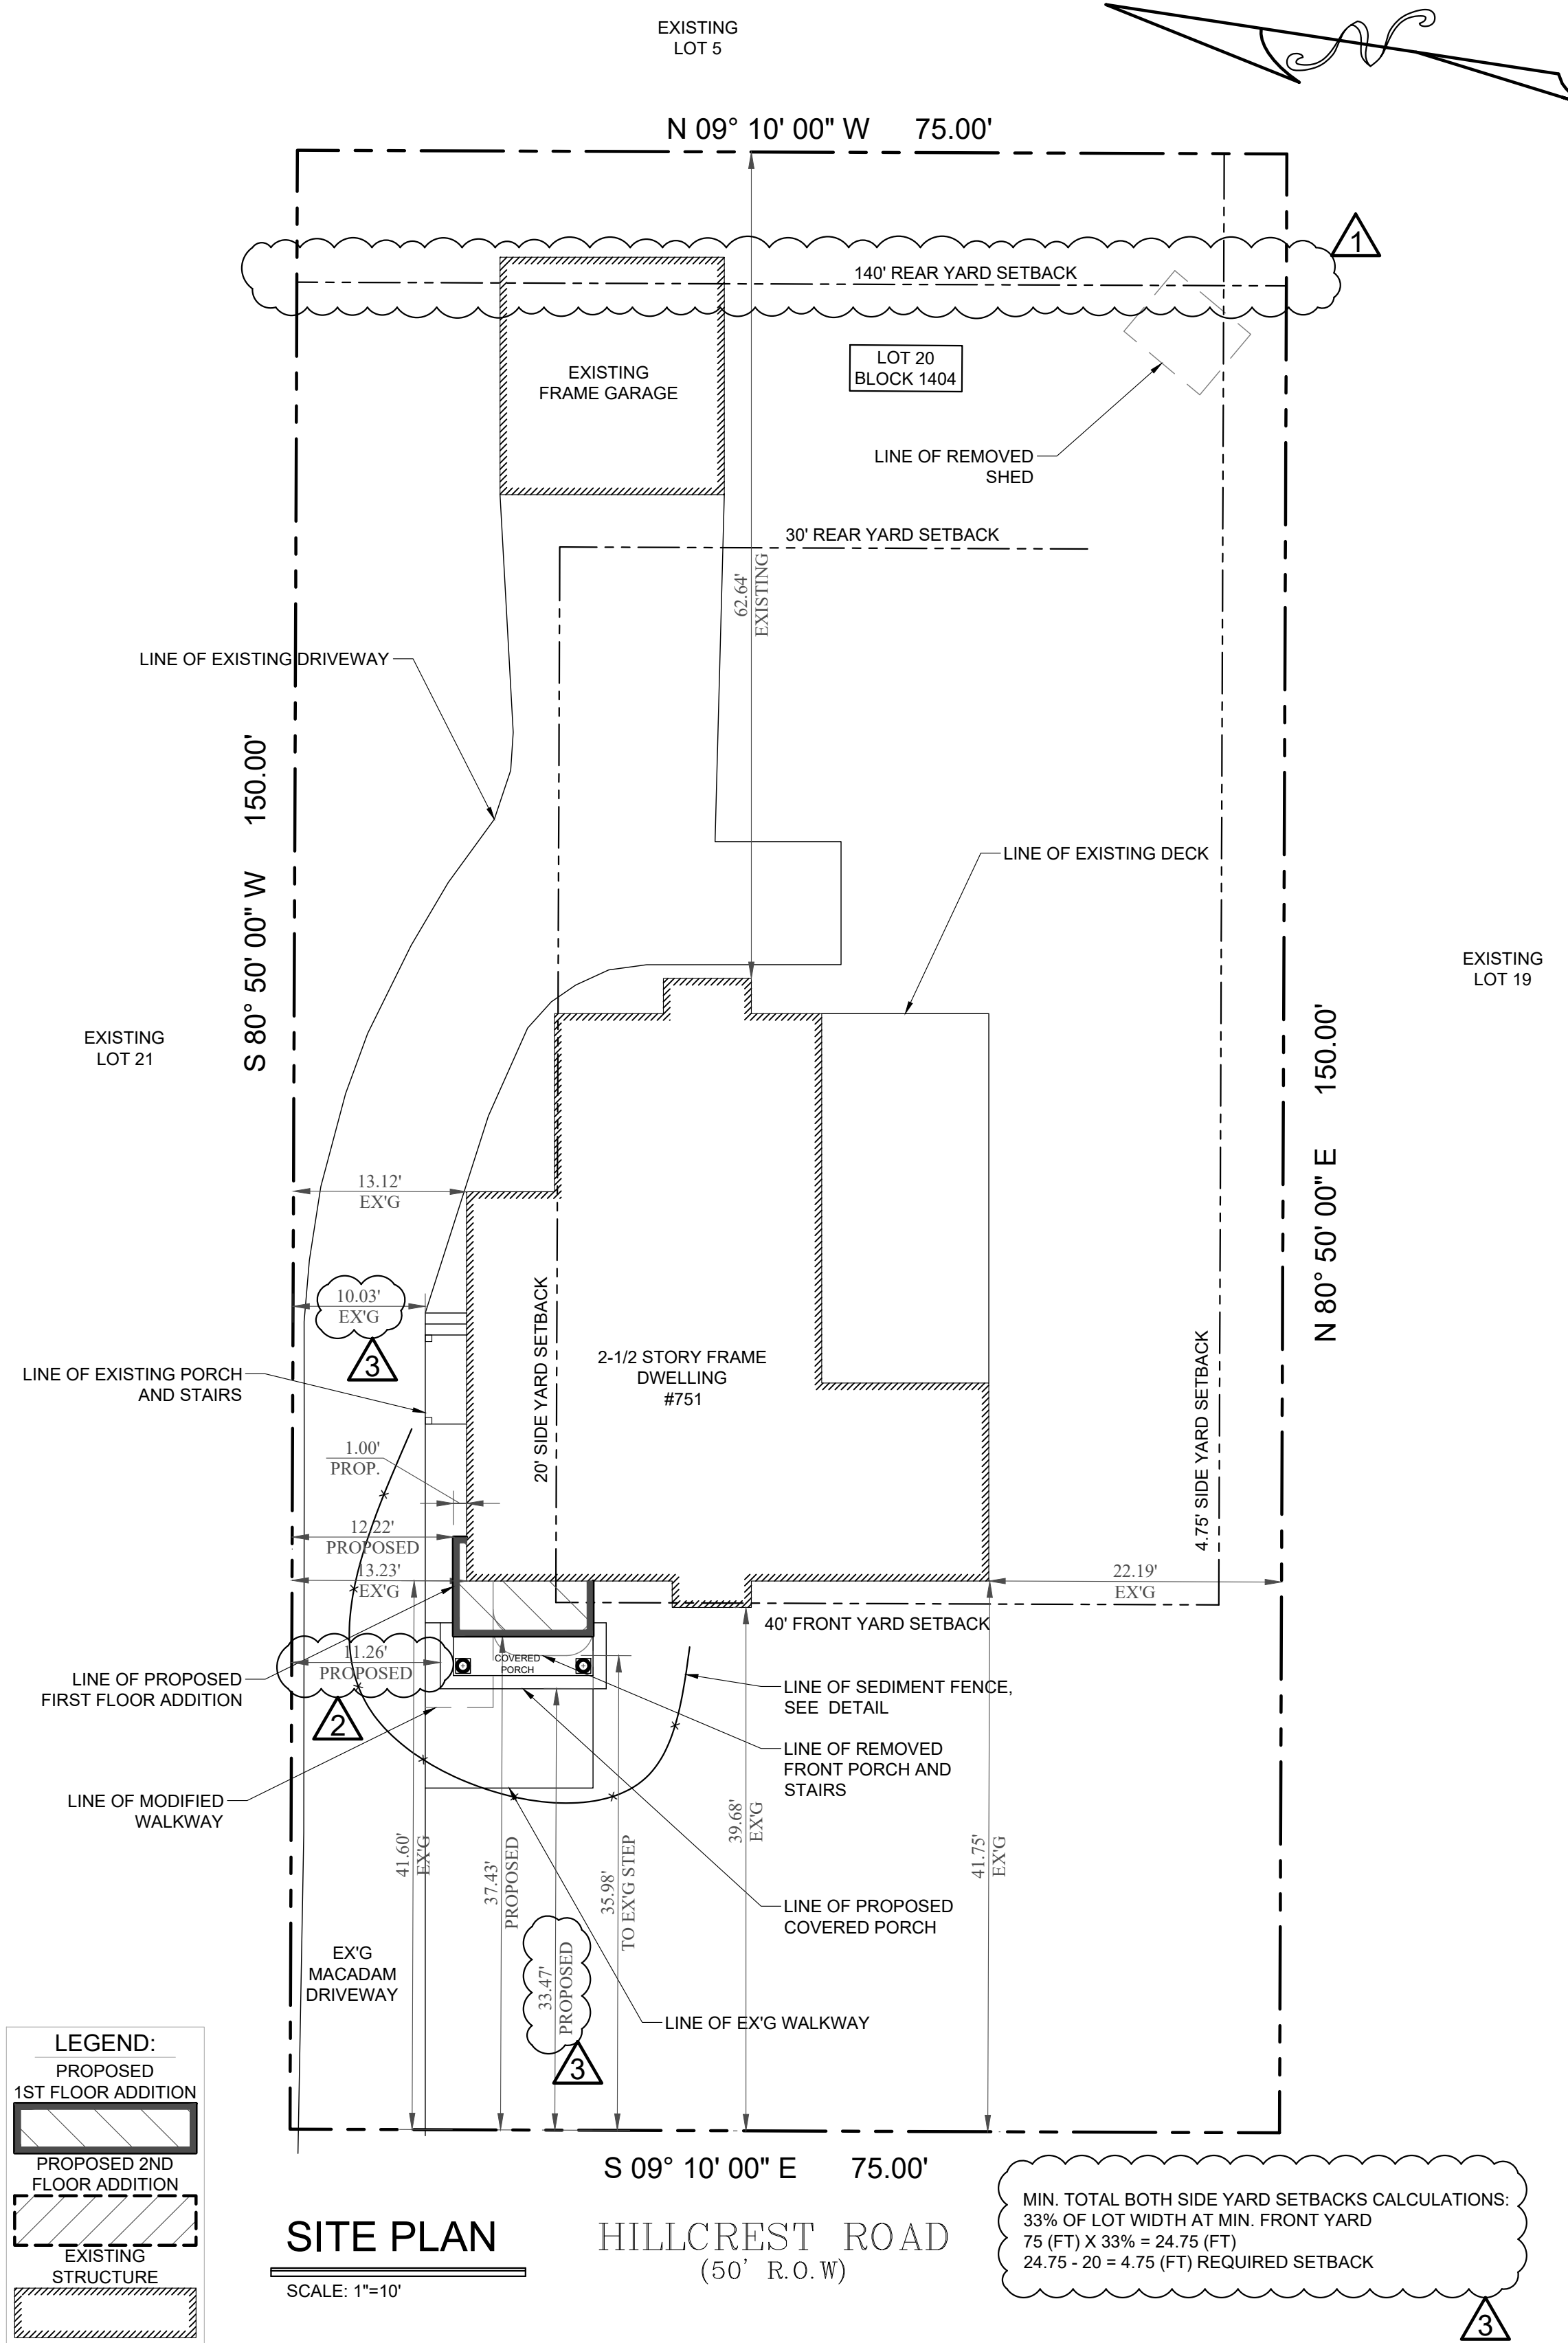 EXISTING
LOT 5
N
N 09° 10' 00" W 75.00'
1
140' REAR YARD SETBACK
EXISTING
FRAME GARAGE
LOT 20
BLOCK 1404
LINE OF REMOVED
SHED
30' REAR YARD SETBACK
62.64'
EXISTING
LINE OF EXISTING DRIVEWAY
S 80° 50' 00" W 150.00'
LINE OF EXISTING DECK
EXISTING
LOT 19
EXISTING
LOT 21
N 80° 50' 00" E 150.00'
13.12'
EX'G
10.03'
EX'G
3
20' SIDE YARD SETBACK
2-1/2 STORY FRAME
DWELLING
#751
4.75' SIDE YARD SETBACK
LINE OF EXISTING PORCH
AND STAIRS
1.00'
PROP.
12.22'
PROPOSED
13.23'
EX'G
22.19'
EX'G
40' FRONT YARD SETBACK
11.26'
PROPOSED
2
COVERED
PORCH
LINE OF PROPOSED
FIRST FLOOR ADDITION
LINE OF SEDIMENT FENCE,
SEE DETAIL
LINE OF REMOVED
FRONT PORCH AND
STAIRS
LINE OF MODIFIED
WALKWAY
41.60'
EX'G
37.43'
PROPOSED
35.98'
TO EX'G STEP
39.68'
EX'G
41.75'
EX'G
LINE OF PROPOSED
COVERED PORCH
33.47'
PROPOSED
3
EX'G
MACADAM
DRIVEWAY
LINE OF EX'G WALKWAY
LEGEND:
PROPOSED
1ST FLOOR ADDITION
PROPOSED 2ND
FLOOR ADDITION
EXISTING
STRUCTURE
S 09° 10' 00" E 75.00'
SITE PLAN
SCALE: 1"=10'
HILLCREST ROAD
(50' R.O.W)
MIN. TOTAL BOTH SIDE YARD SETBACKS CALCULATIONS:
33% OF LOT WIDTH AT MIN. FRONT YARD
75 (FT) X 33% = 24.75 (FT)
24.75 - 20 = 4.75 (FT) REQUIRED SETBACK
3